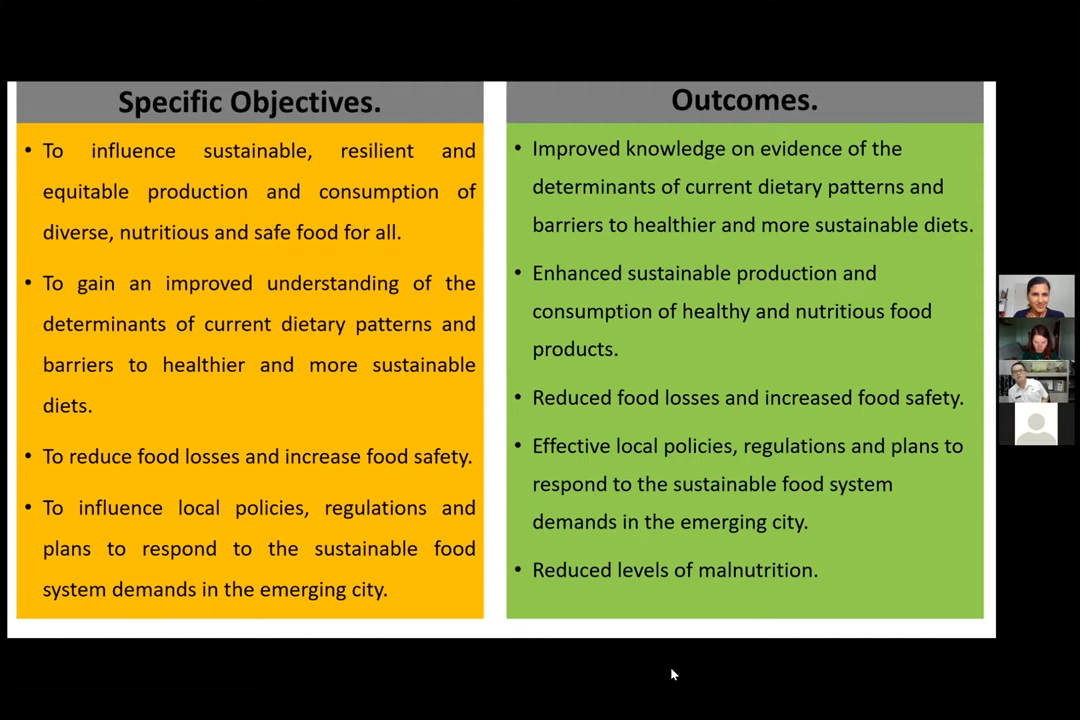 Specific Objectives.
• To influence sustainable, resilient and
equitable production and consumption of
diverse, nutritious and safe food for all.
• To gain an improved understanding of the
determinants of current dietary patterns and
barriers to healthier and more sustainable
diets.
• To reduce food losses and increase food safety.
• To influence local policies, regulations and
plans to respond to the sustainable food
system demands in the emerging city.
Outcomes.
• Improved knowledge on evidence of the
determinants of current dietary patterns and
barriers to healthier and more sustainable diets.
• Enhanced sustainable production and
consumption of healthy and nutritious food
products.
• Reduced food losses and increased food safety.
• Effective local policies, regulations and plans to
respond to the sustainable food system
demands in the emerging city.
• Reduced levels of malnutrition.